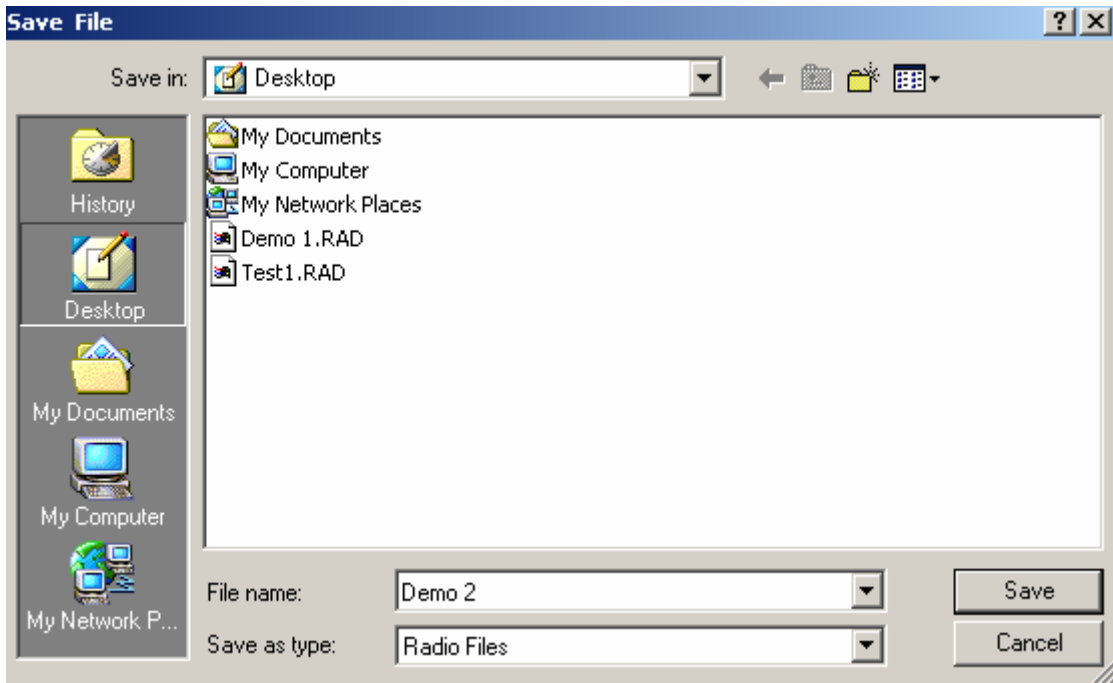 Save File
Save in: Desktop
History
Desktop
My Documents
My Computer
My Network P...
My Documents
My Computer
My Network Places
Demo 1.RAD
Test1.RAD
File name: Demo 2 Save
Save as type: Radio Files Cancel